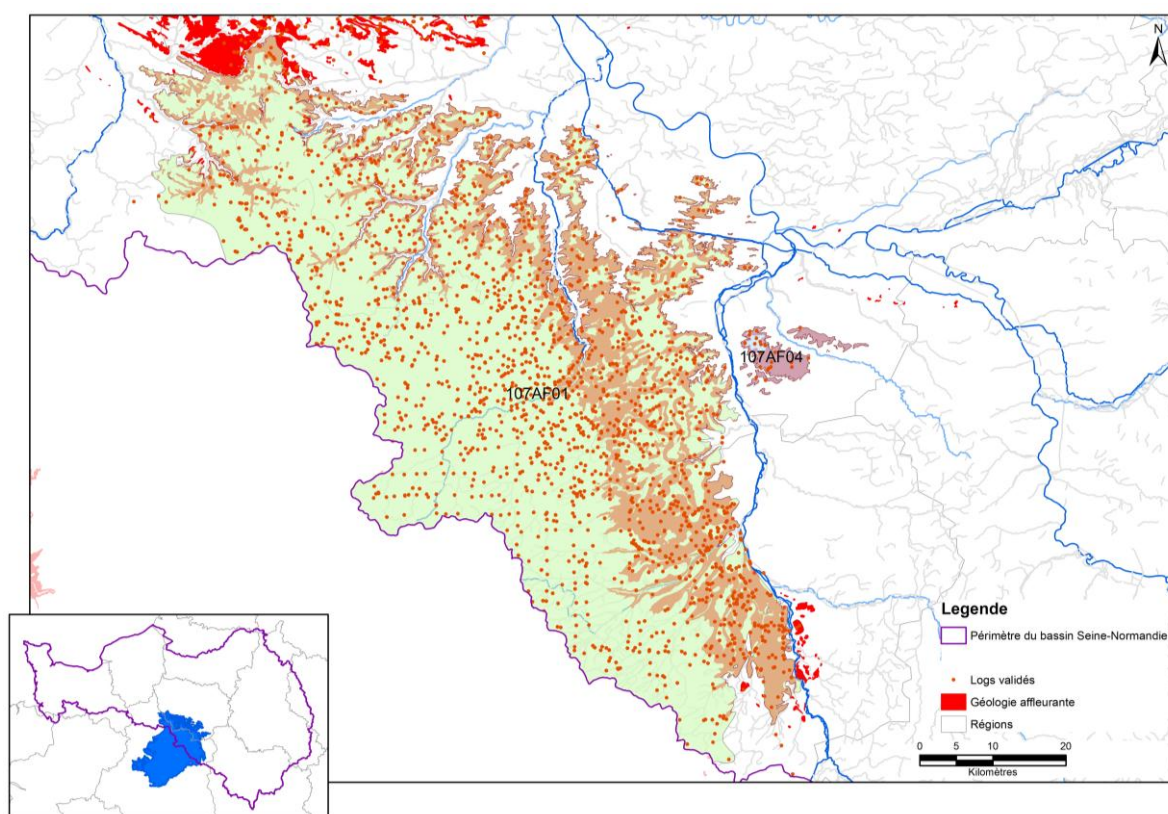 N
107AF04
107AF01
Legende
Périmètre du bassin Seine-Normandie
Logs validés
Géologie affleurante
Régions
0 5 10 20
Kilomètres